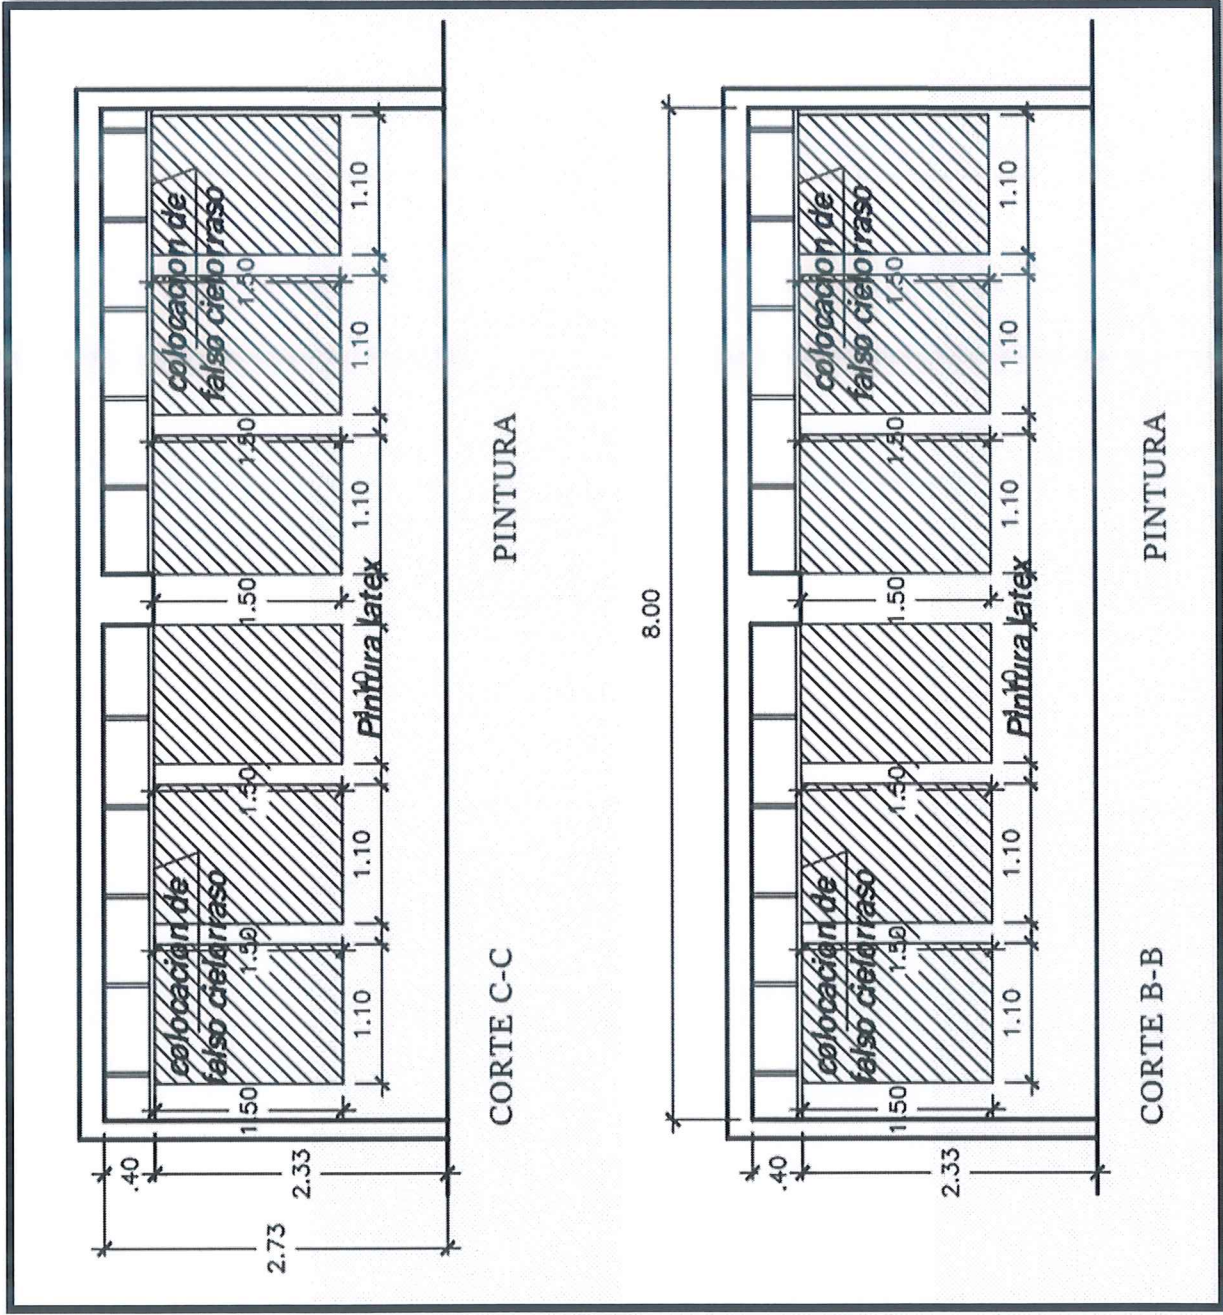 .40
colocacion de colocacion de
falso cielorraso falso cielorraso
1.50 1.50 1.50 1.50 1.50 1.50
2.73
2.33
1.10 1.10 1.10 1.10 1.10 1.10
Pintura latex
CORTE C-C PINTURA
8.00
.40
colocacion de colocacion de
falso cielorraso falso cielorraso
1.50 1.50 1.50 1.50 1.50 1.50
2.33
1.10 1.10 1.10 1.10 1.10 1.10
Pintura latex
CORTE B-B PINTURA